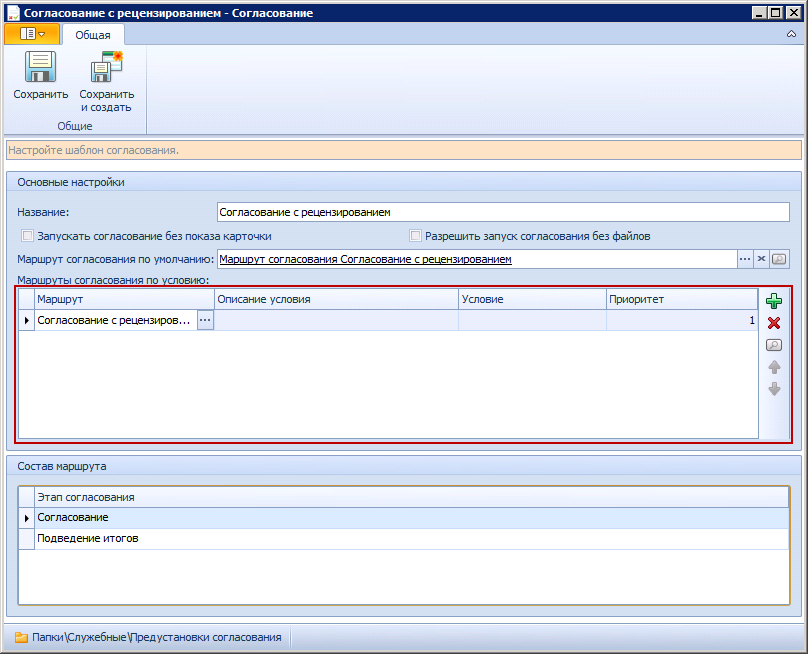 Согласование с рецензированием - Согласование
Общая
Сохранить
Сохранить
и создать
Общие
Настройте шаблон согласования.
Основные настройки
Название:
Согласование с рецензированием
Запускать согласование без показа карточки
Разрешить запуск согласования без файлов
Маршрут согласования по умолчанию:
Маршрут согласования Согласование с рецензированием
Маршруты согласования по условию:
Маршрут
Описание условия
Условие
Приоритет
Согласование с рецензиров...
1
Состав маршрута
Этап согласования
Согласование
Подведение итогов
Папки\Служебные\Предустановки согласования